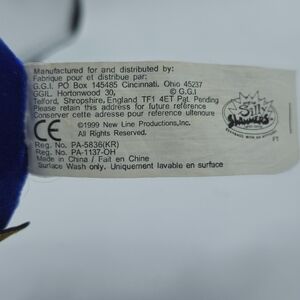 Manufactured for and distributed by:
Fabrique pour et distribue par:
G.G.I. PO Box 145485 Cincinnati, Ohio 45237
GGIL. Hortonwood 30, © G.G.I
Telford, Shropshire, England TF1 4ET Pat. Pending
Please retain this address for future reference
Conserver cette adresse pour reference ulterieure
CE ©1999 New Line Productions, Inc.
All Rights Reserved.
Reg. No. PA-5836(KR)
Reg. No. PA-1137-OH
Made in China / Fait en Chine
Surface Wash only. Uniquement lavable en surface
Silly
Slammers